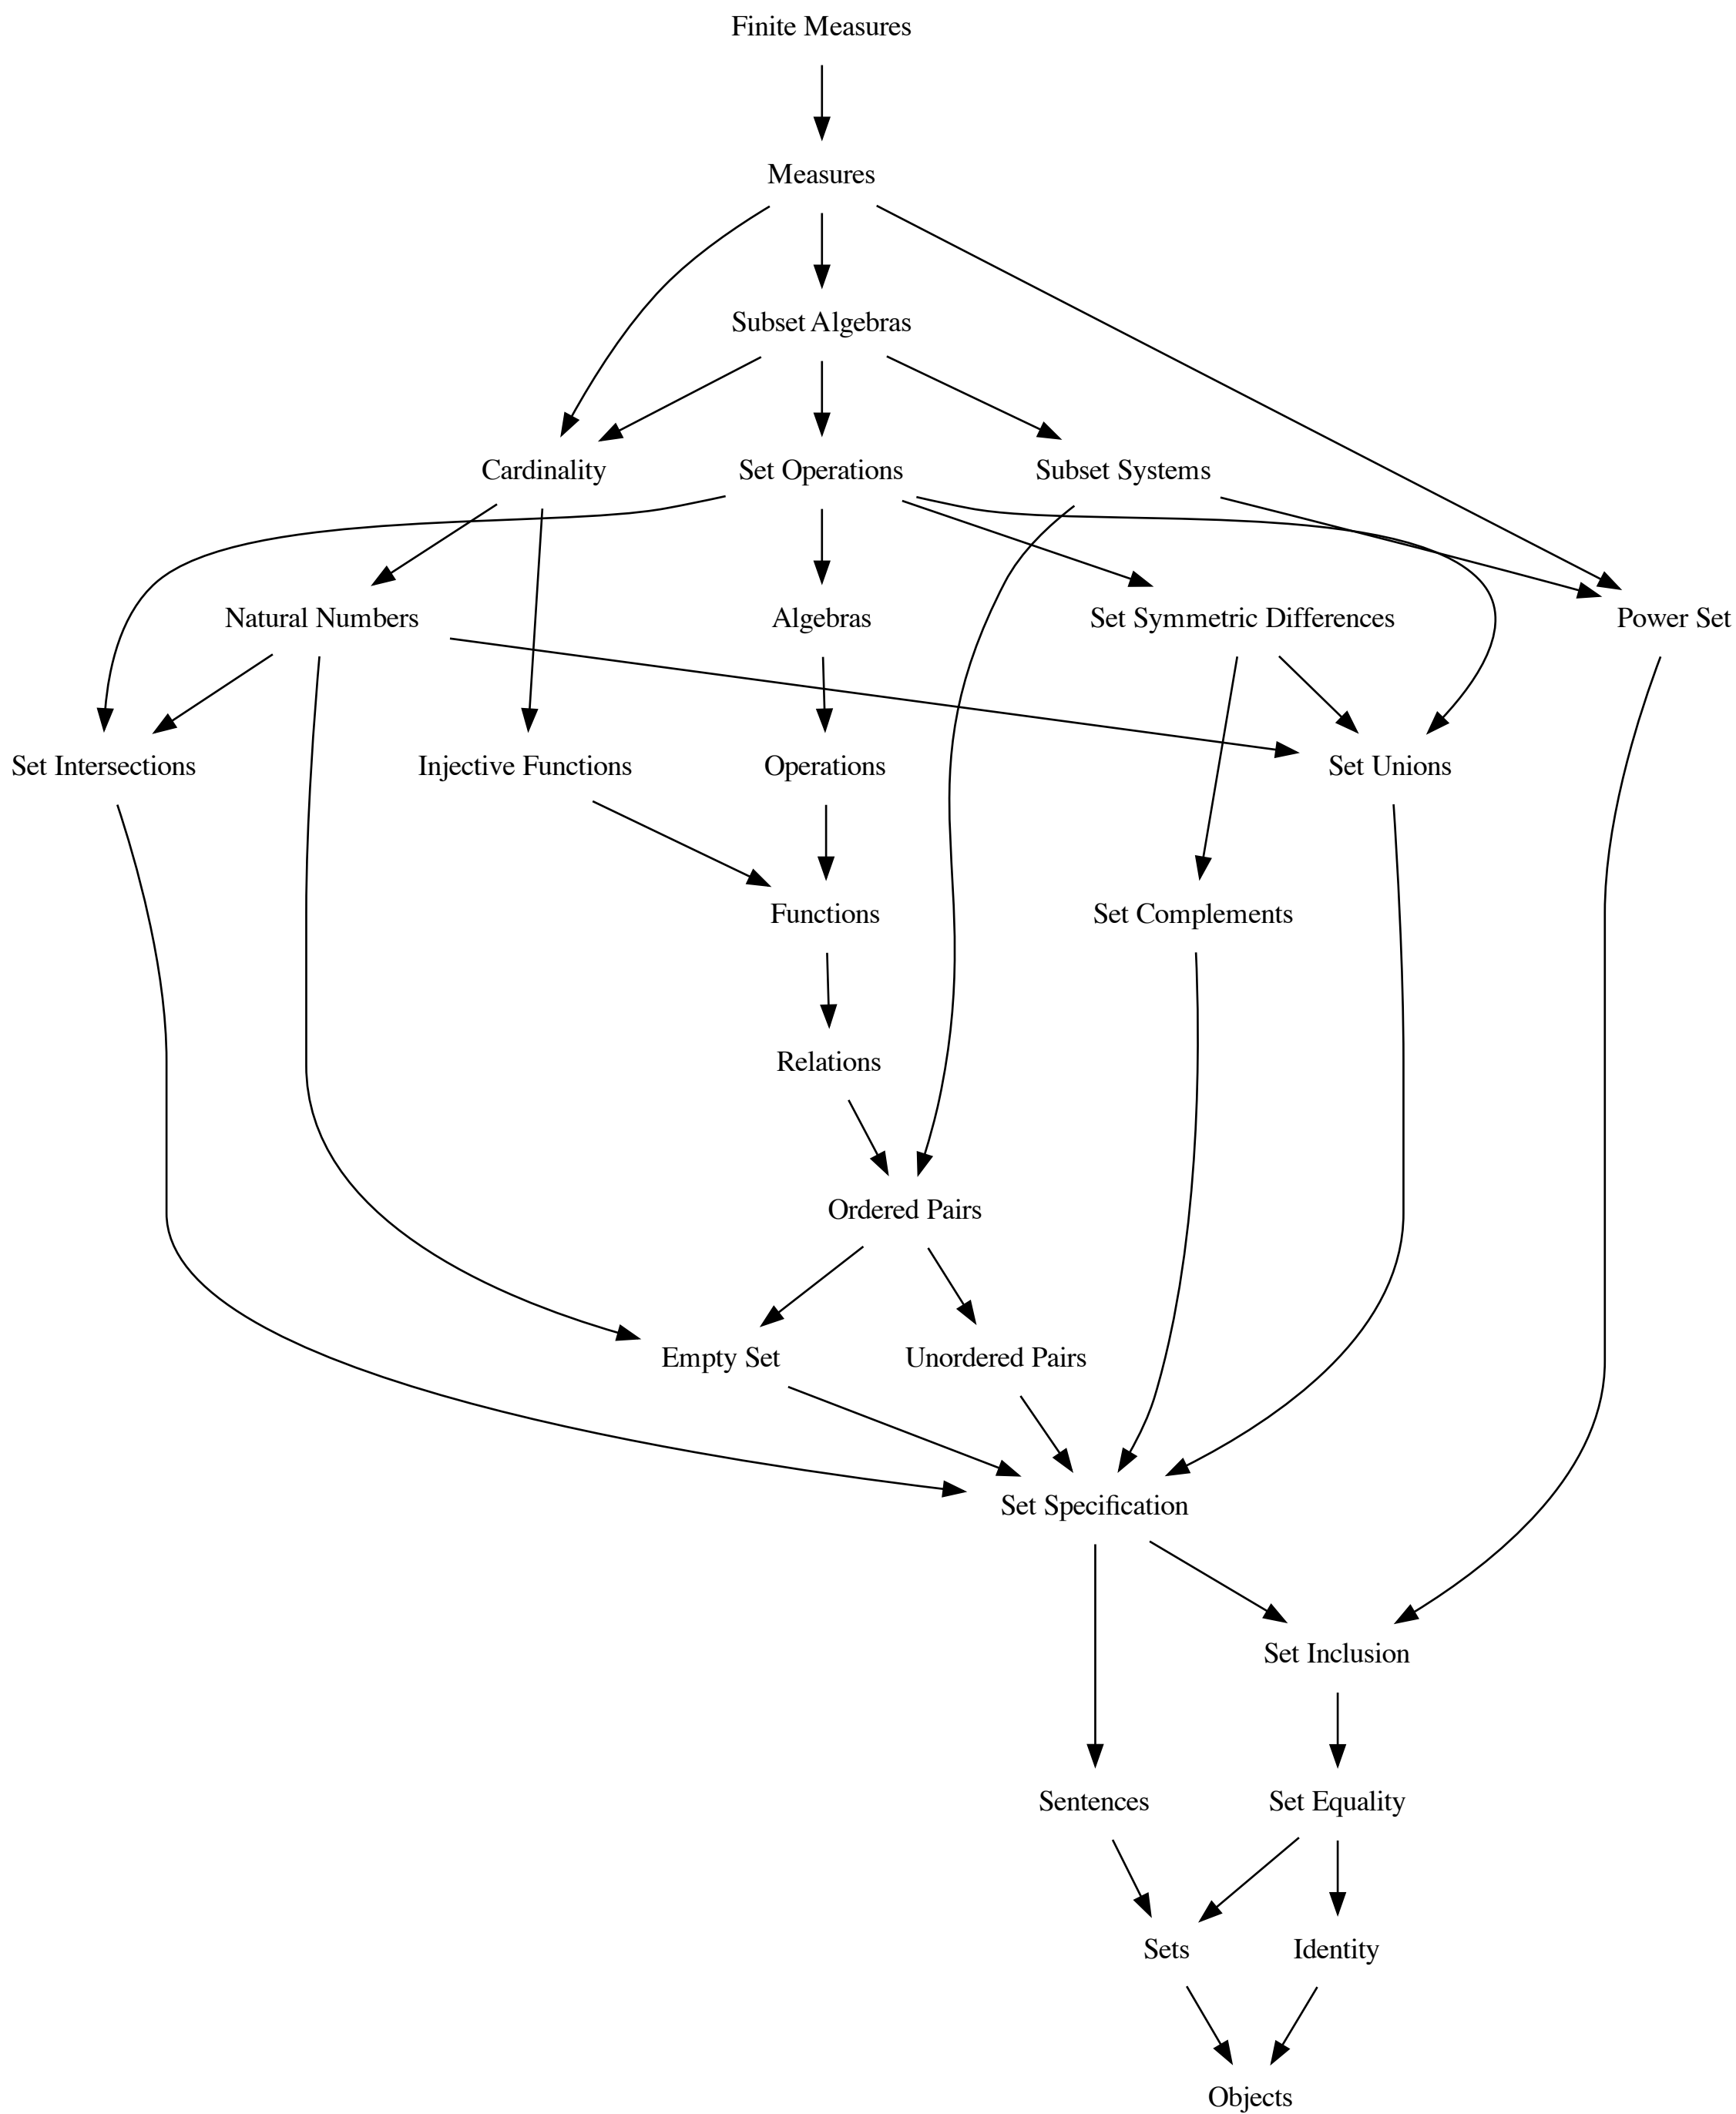 Finite Measures
Measures
Subset Algebras
Cardinality
Set Operations
Subset Systems
Natural Numbers
Algebras
Set Symmetric Differences
Power Set
Set Intersections
Injective Functions
Operations
Set Unions
Functions
Set Complements
Relations
Ordered Pairs
Empty Set
Unordered Pairs
Set Specification
Set Inclusion
Sentences
Set Equality
Sets
Identity
Objects